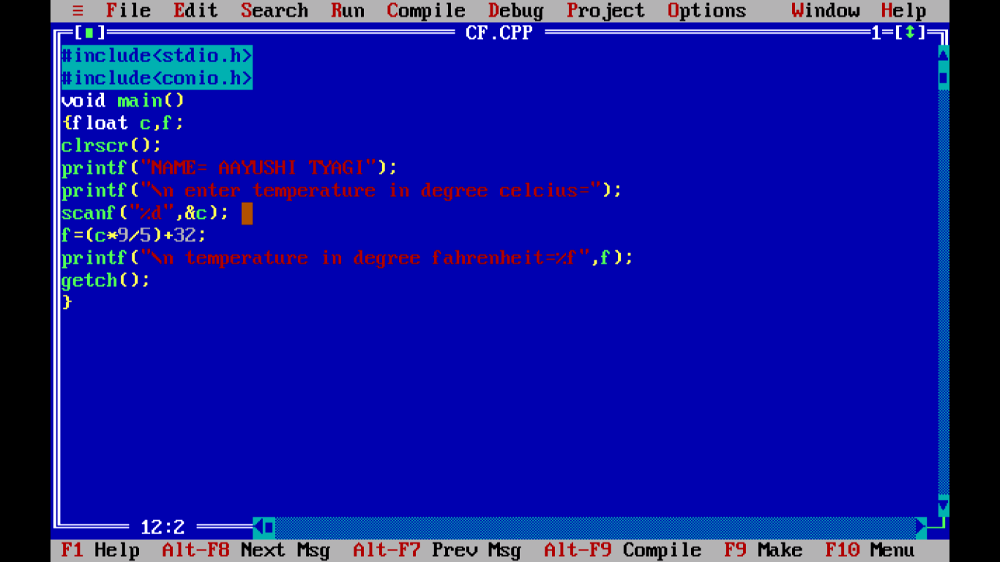 ≡ File Edit Search Run Compile Debug Project Options Window Help
[■] CF.CPP 1=[↕]
#include<stdio.h>
#include<conio.h>
void main()
{float c,f;
clrscr();
printf("NAME= AAYUSHI TYAGI");
printf("\n enter temperature in degree celcius=");
scanf("%d",&c);
f=(c*9/5)+32;
printf("\n temperature in degree fahrenheit=%f",f);
getch();
}
12:2
F1 Help Alt-F8 Next Msg Alt-F7 Prev Msg Alt-F9 Compile F9 Make F10 Menu